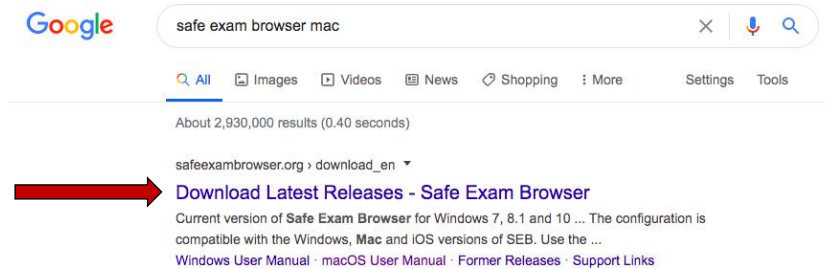 Google
safe exam browser mac
All Images Videos News Shopping More Settings Tools
About 2,930,000 results (0.40 seconds)
safeexambrowser.org › download_en
Download Latest Releases - Safe Exam Browser
Current version of Safe Exam Browser for Windows 7, 8.1 and 10 ... The configuration is
compatible with the Windows, Mac and iOS versions of SEB. Use the ...
Windows User Manual · macOS User Manual · Former Releases · Support Links